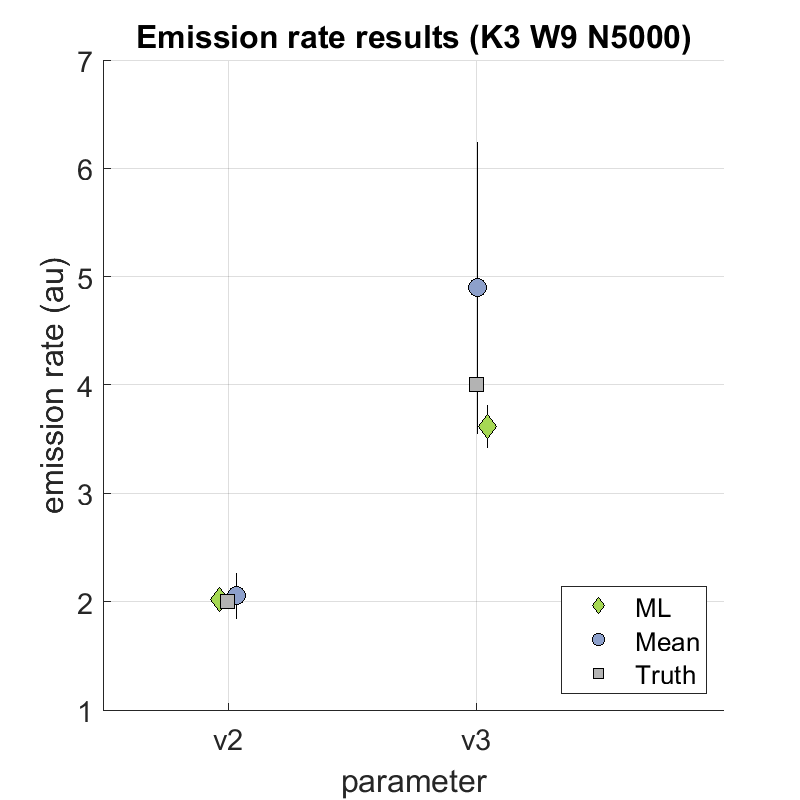 Emission rate results (K3 W9 N5000)
7
6
5
4
3
2
1
emission rate (au)
v2
v3
parameter
ML
Mean
Truth